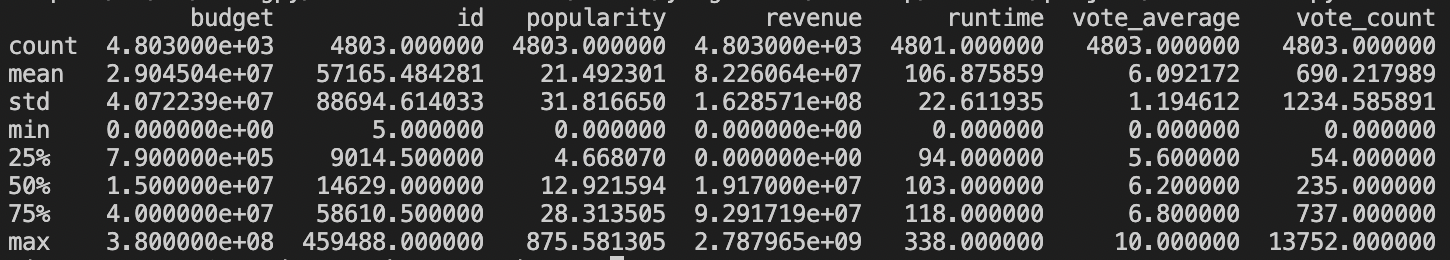 budget id popularity revenue runtime vote_average vote_count
count 4.803000e+03 4803.000000 4803.000000 4.803000e+03 4801.000000 4803.000000 4803.000000
mean 2.904504e+07 57165.484281 21.492301 8.226064e+07 106.875859 6.092172 690.217989
std 4.072239e+07 88694.614033 31.816650 1.628571e+08 22.611935 1.194612 1234.585891
min 0.000000e+00 5.000000 0.000000 0.000000e+00 0.000000 0.000000 0.000000
25% 7.900000e+05 9014.500000 4.668070 0.000000e+00 94.000000 5.600000 54.000000
50% 1.500000e+07 14629.000000 12.921594 1.917000e+07 103.000000 6.200000 235.000000
75% 4.000000e+07 58610.500000 28.313505 9.291719e+07 118.000000 6.800000 737.000000
max 3.800000e+08 459488.000000 875.581305 2.787965e+09 338.000000 10.000000 13752.000000